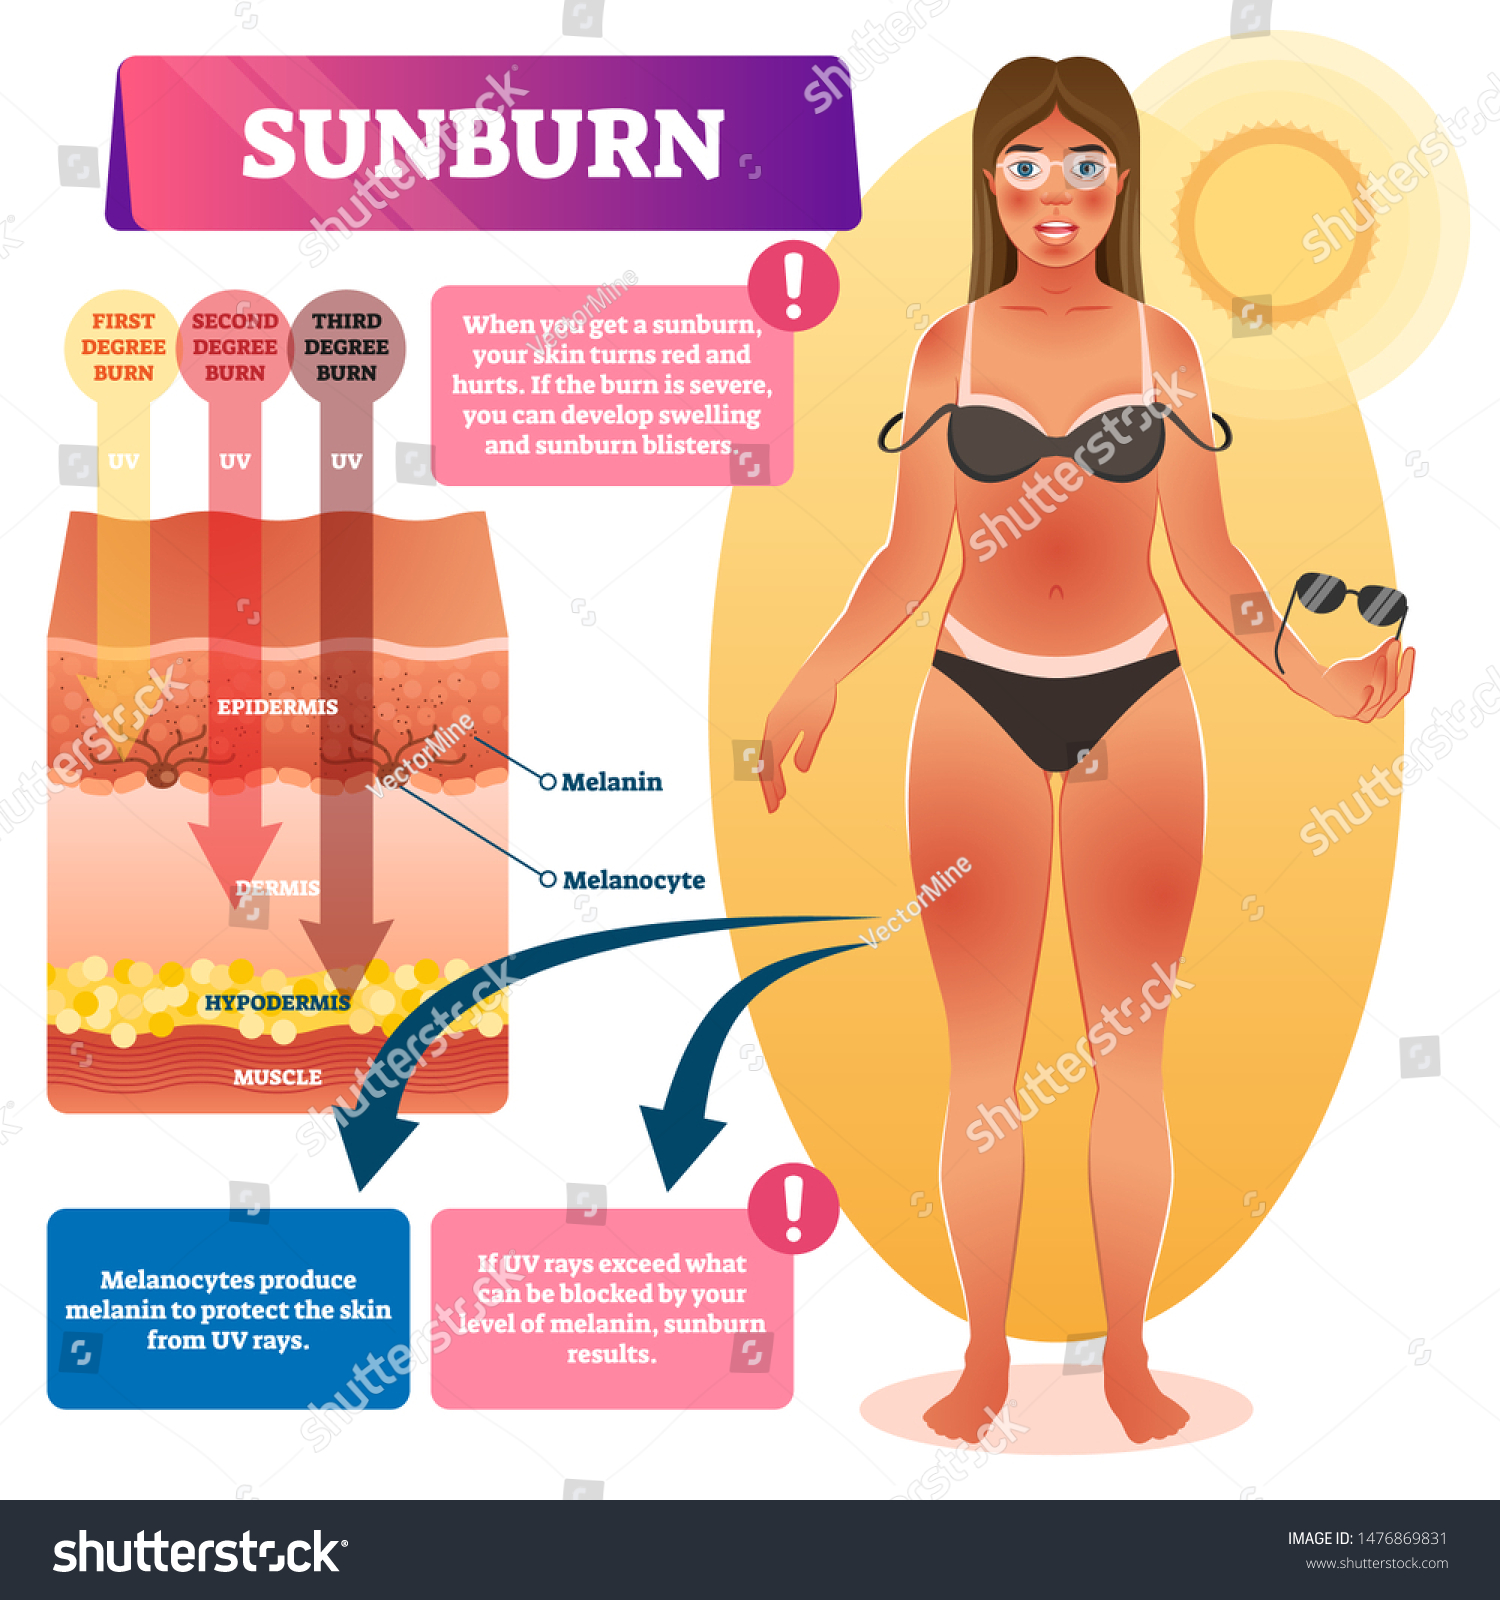 SUNBURN
FIRST
DEGREE
BURN
SECOND
DEGREE
BURN
THIRD
DEGREE
BURN
UV
UV
UV
When you get a sunburn,
your skin turns red and
hurts. If the burn is severe,
you can develop swelling
and sunburn blisters.
EPIDERMIS
Melanin
DERMIS
Melanocyte
HYPODERMIS
MUSCLE
Melanocytes produce
melanin to protect the skin
from UV rays.
If UV rays exceed what
can be blocked by your
level of melanin, sunburn
results.
shutterstock
shutterstock
shutterstock
shutterstock
shutterstock
shutterstock
shutterstock
shutterstock
shutterstock
shutterstock
VectorMine
VectorMine
VectorMine
shutterstock
IMAGE ID: 1476869831
www.shutterstock.com